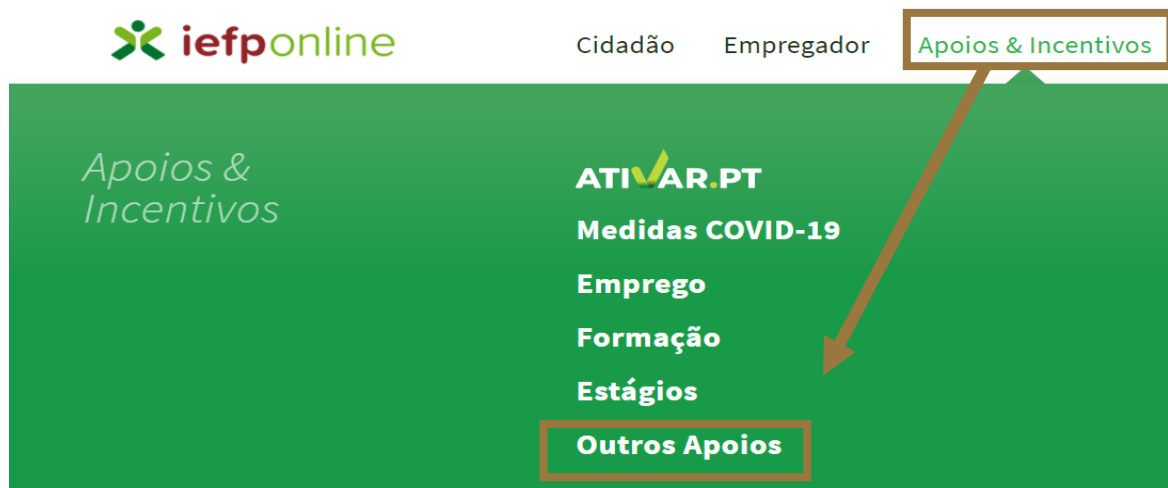 iefponline
Cidadão Empregador Apoios & Incentivos
Apoios &
Incentivos
ATIVAR.PT
Medidas COVID-19
Emprego
Formação
Estágios
Outros Apoios